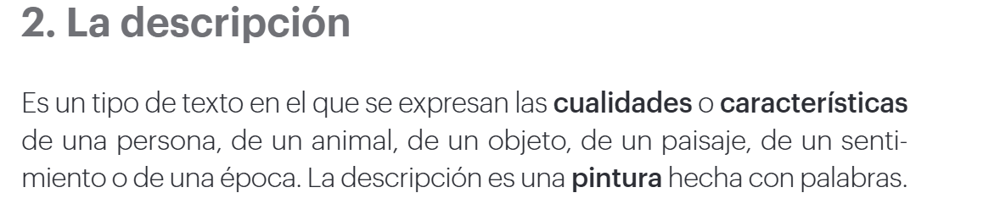 2. La descripción
Es un tipo de texto en el que se expresan las cualidades o características
de una persona, de un animal, de un objeto, de un paisaje, de un senti-
miento o de una época. La descripción es una pintura hecha con palabras.